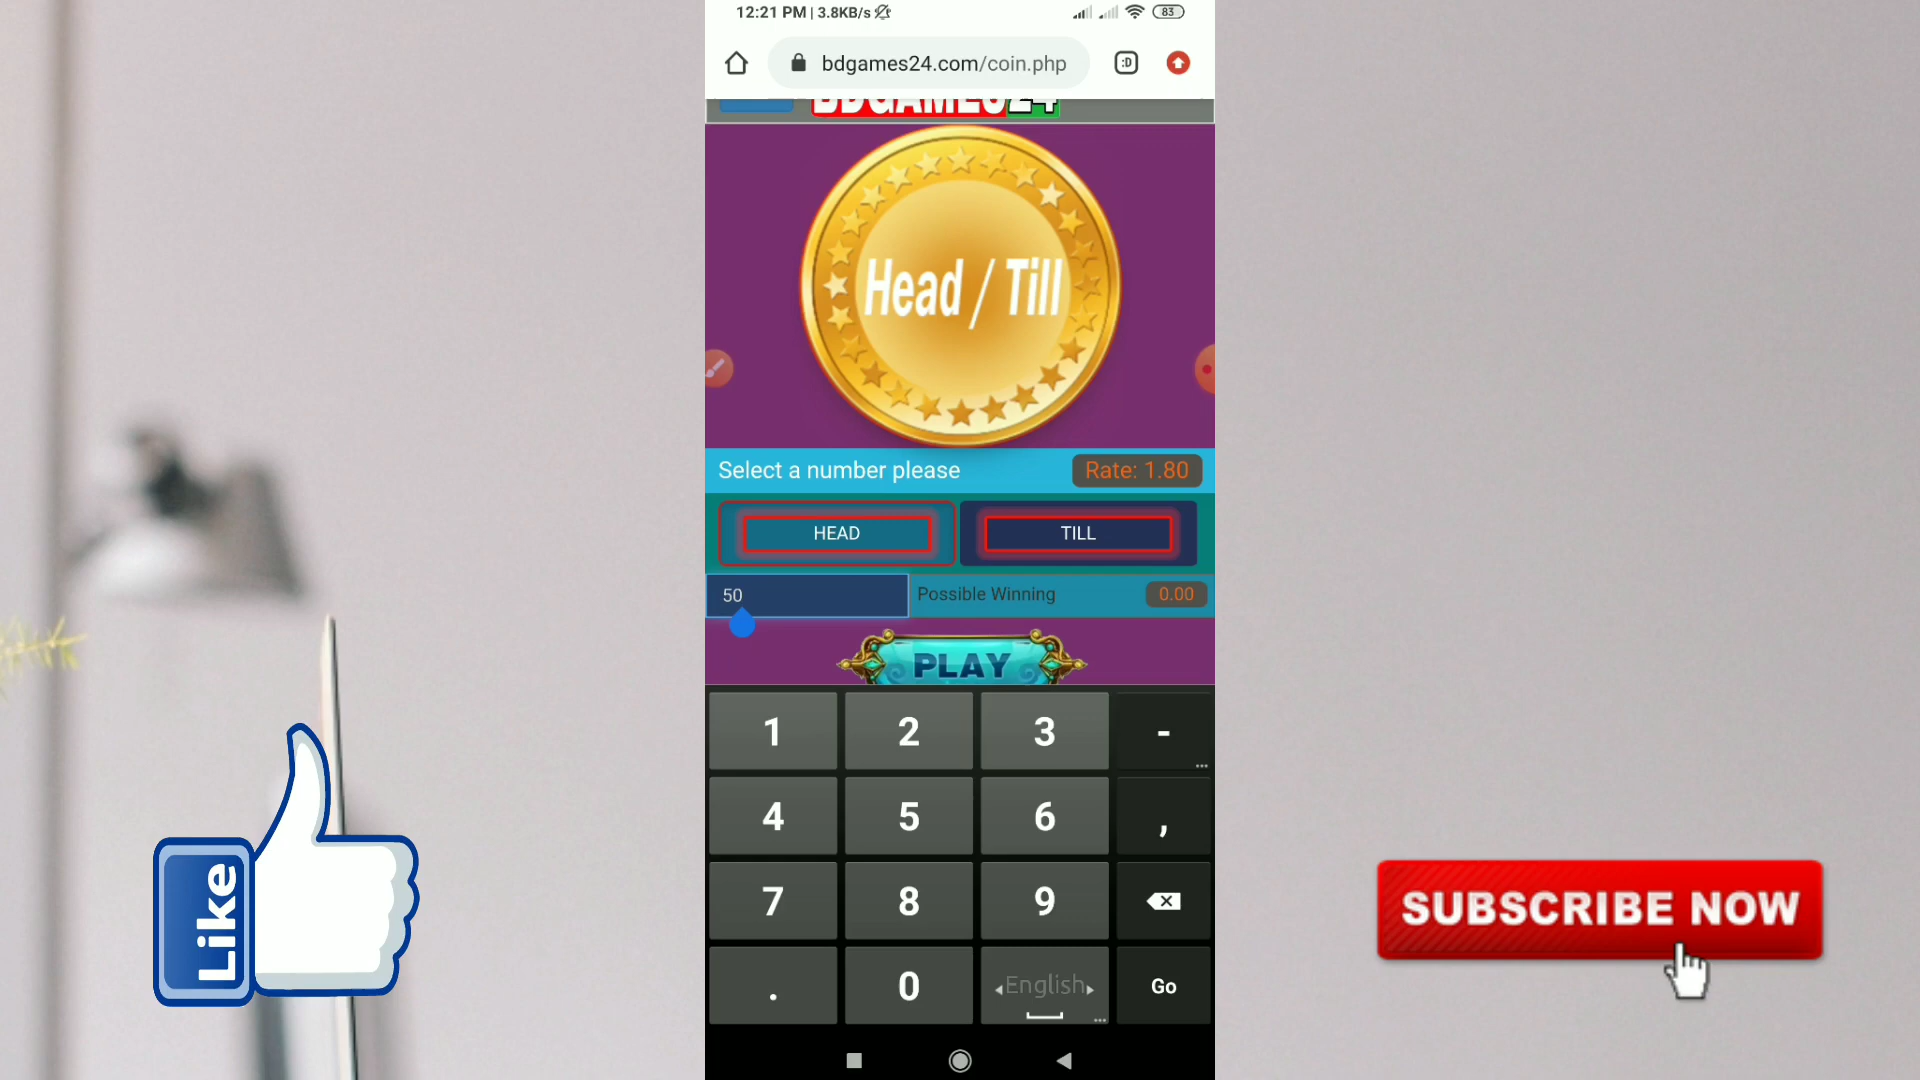 12:21 PM | 3.8KB/s
83
bdgames24.com/coin.php
:D
BDGAMES24
Head / Till
Select a number please
Rate: 1.80
HEAD
TILL
50
Possible Winning
0.00
PLAY
1 2 3 -
4 5 6 ,
7 8 9
. 0 English Go
Like
SUBSCRIBE NOW